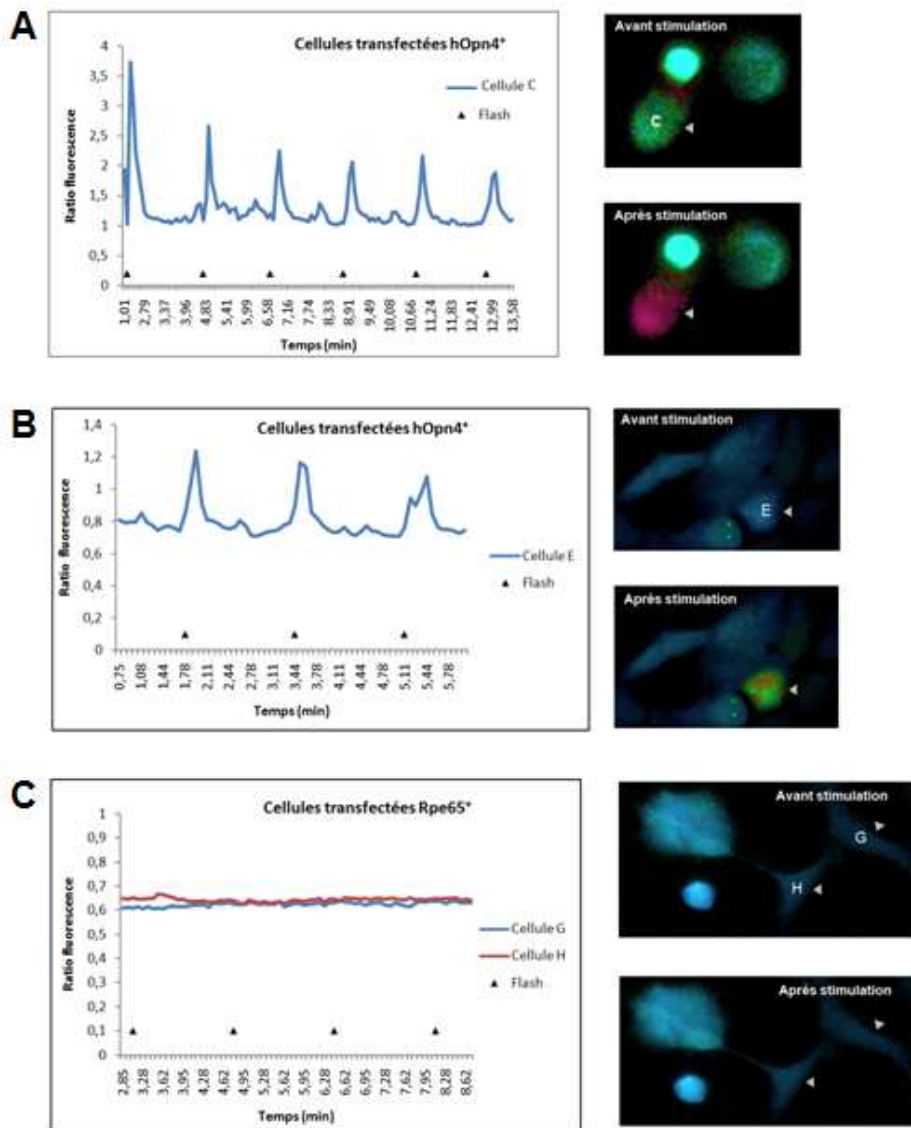 A
Cellules transfectées hOpn4⁺
Ratio fluorescence
4
3,5
3
2,5
2
1,5
1
0,5
0
Cellule C
Flash
1,01 2,79 3,37 3,96 4,83 5,41 5,99 6,58 7,16 7,74 8,33 8,91 9,49 10,08 10,66 11,24 11,83 12,41 12,99 13,58
Temps (min)
Avant stimulation
C
Après stimulation
B
Cellules transfectées hOpn4⁺
Ratio fluorescence
1,4
1,2
1
0,8
0,6
0,4
0,2
0
Cellule E
Flash
0,75 1,08 1,44 1,78 2,11 2,44 2,78 3,11 3,44 3,78 4,11 4,44 4,78 5,11 5,44 5,78
Temps (min)
Avant stimulation
E
Après stimulation
C
Cellules transfectées Rpe65⁺
Ratio fluorescence
1
0,9
0,8
0,7
0,6
0,5
0,4
0,3
0,2
0,1
0
Cellule G
Cellule H
Flash
2,85 3,28 3,62 3,95 4,28 4,62 4,95 5,28 5,62 5,95 6,28 6,62 6,95 7,28 7,62 7,95 8,28 8,62
Temps (min)
Avant stimulation
G
H
Après stimulation